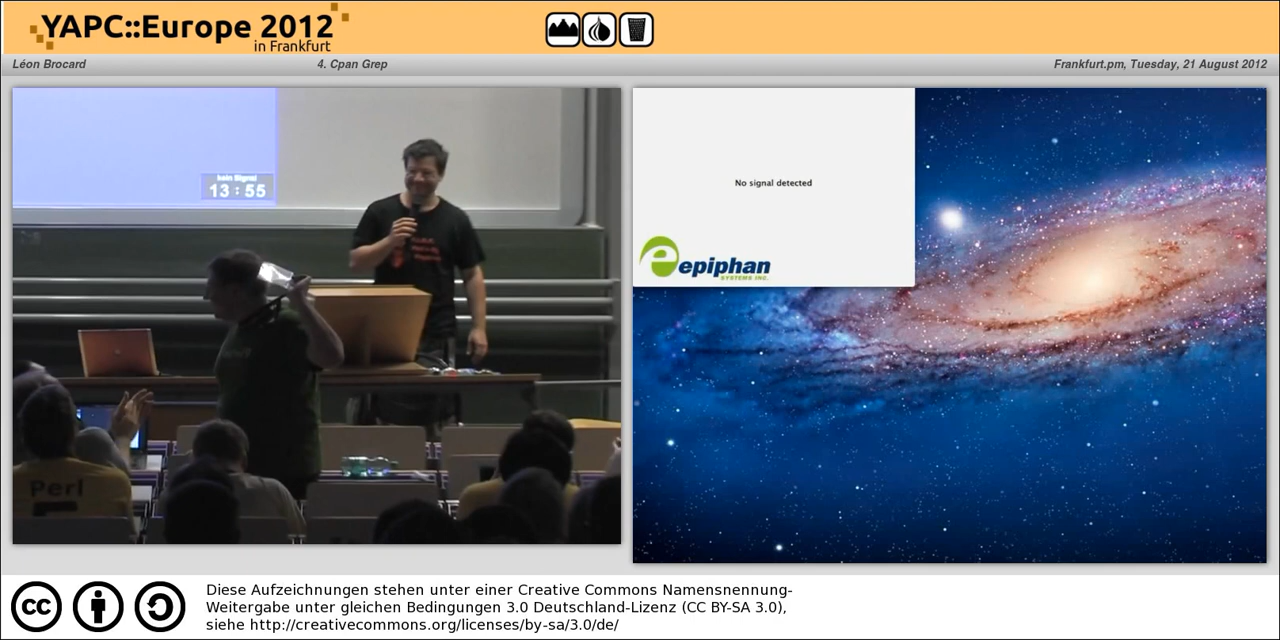 YAPC::Europe 2012
in Frankfurt
Léon Brocard
4. Cpan Grep
Frankfurt.pm, Tuesday, 21 August 2012
kein Signal
13:55
No signal detected
epiphan
SYSTEMS INC.
Perl
cc
Diese Aufzeichnungen stehen unter einer Creative Commons Namensnennung-
Weitergabe unter gleichen Bedingungen 3.0 Deutschland-Lizenz (CC BY-SA 3.0),
siehe http://creativecommons.org/licenses/by-sa/3.0/de/